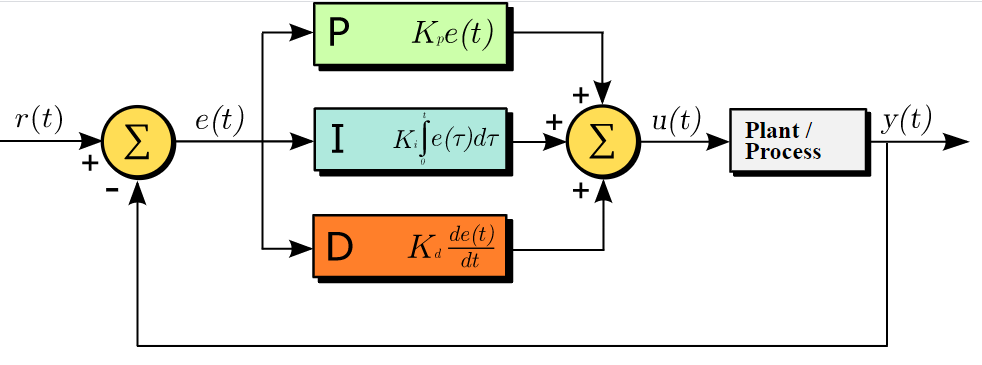 P K_p e(t)
r(t) + - Σ e(t)
I K_i ∫_0^t e(τ)dτ
D K_d de(t)/dt
+ + + Σ u(t)
Plant /
Process
y(t)